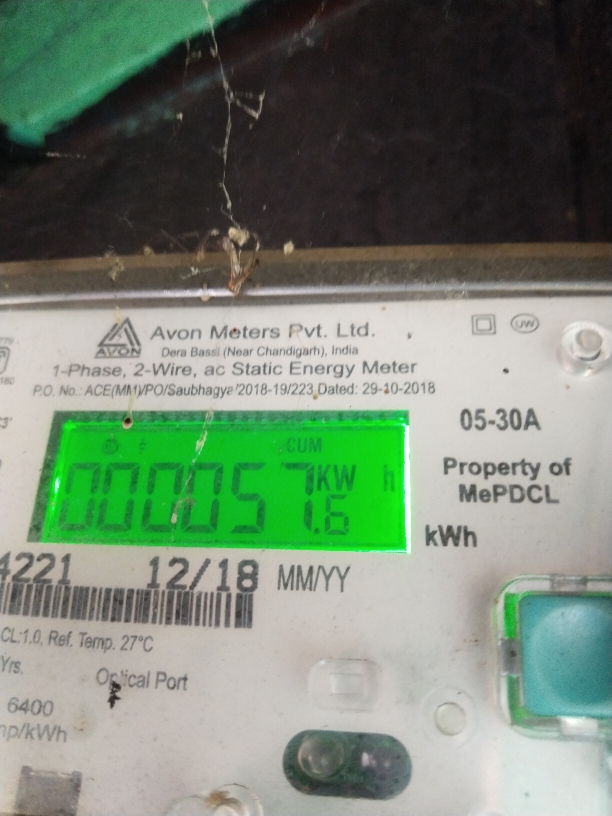 AVON
Avon Meters Pvt. Ltd.
Dera Bassi (Near Chandigarh), India
1-Phase, 2-Wire, ac Static Energy Meter
P.O. No.: ACE(MM)/PO/Saubhagya/2018-19/223 Dated: 29-10-2018
UW
CUM
000057.6 KW h
05-30A
Property of
MePDCL
kWh
4221 12/18 MM/YY
CL:1.0, Ref. Temp. 27°C
Yrs.
Optical Port
6400
mp/kWh